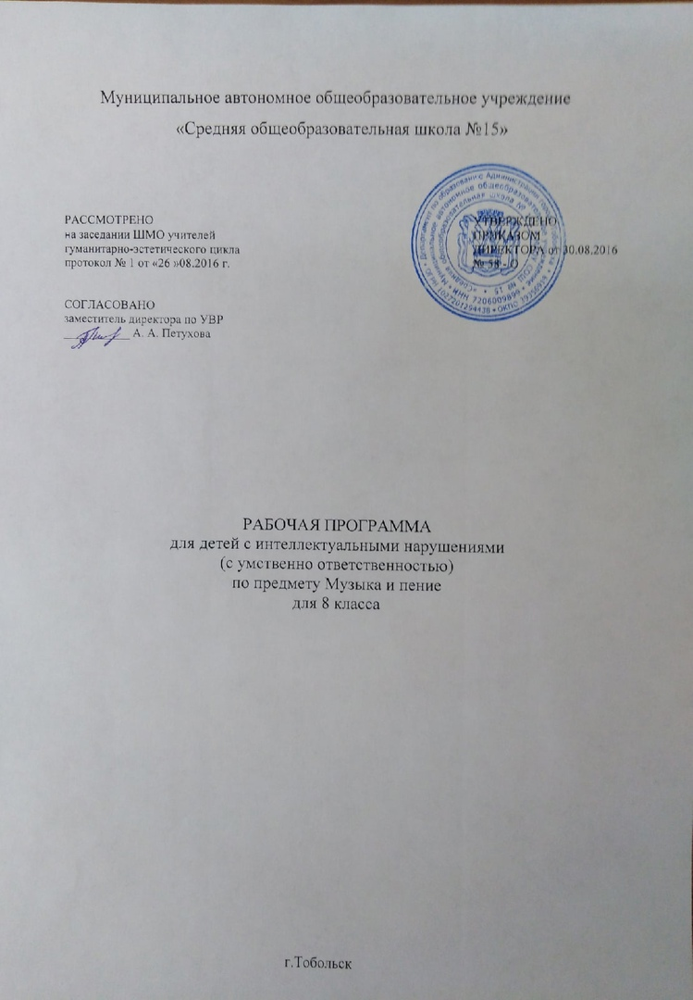 Муниципальное автономное общеобразовательное учреждение
«Средняя общеобразовательная школа №15»
РАССМОТРЕНО
на заседании ШМО учителей
гуманитарно-эстетического цикла
протокол № 1 от «26 »08.2016 г.
УТВЕРЖДЕНО
ПРИКАЗОМ
ДИРЕКТОРА от 30.08.2016
№ 58 - О
СОГЛАСОВАНО
заместитель директора по УВР
А. А. Петухова
РАБОЧАЯ ПРОГРАММА
для детей с интеллектуальными нарушениями
(с умственно ответственностью)
по предмету Музыка и пение
для 8 класса
г.Тобольск